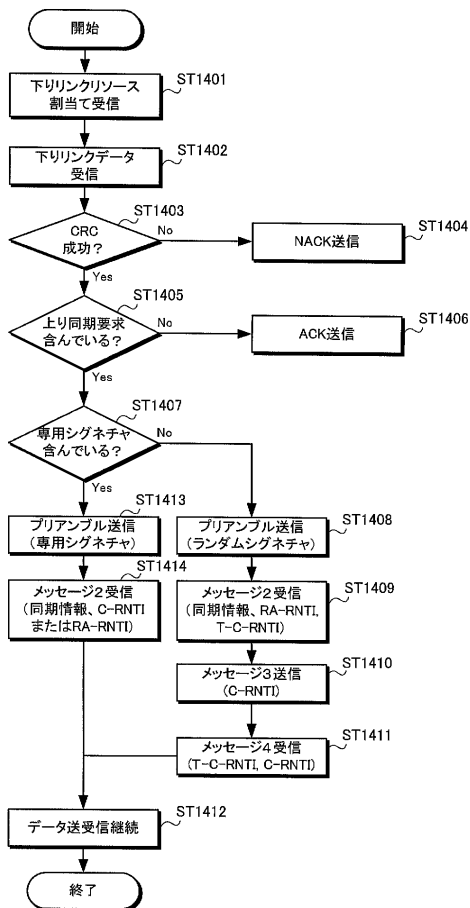 開始
下りリンクリソース
割当て受信
ST1401
下りリンクデータ
受信
ST1402
CRC
成功?
ST1403
No
Yes
NACK送信
ST1404
上り同期要求
含んでいる?
ST1405
No
Yes
ACK送信
ST1406
専用シグネチャ
含んでいる?
ST1407
No
Yes
プリアンブル送信
(専用シグネチャ)
ST1413
プリアンブル送信
(ランダムシグネチャ)
ST1408
メッセージ2受信
(同期情報、C-RNTI
またはRA-RNTI)
ST1414
メッセージ2受信
(同期情報、RA-RNTI,
T-C-RNTI)
ST1409
メッセージ3送信
(C-RNTI)
ST1410
メッセージ4受信
(T-C-RNTI, C-RNTI)
ST1411
データ送受信継続
ST1412
終了